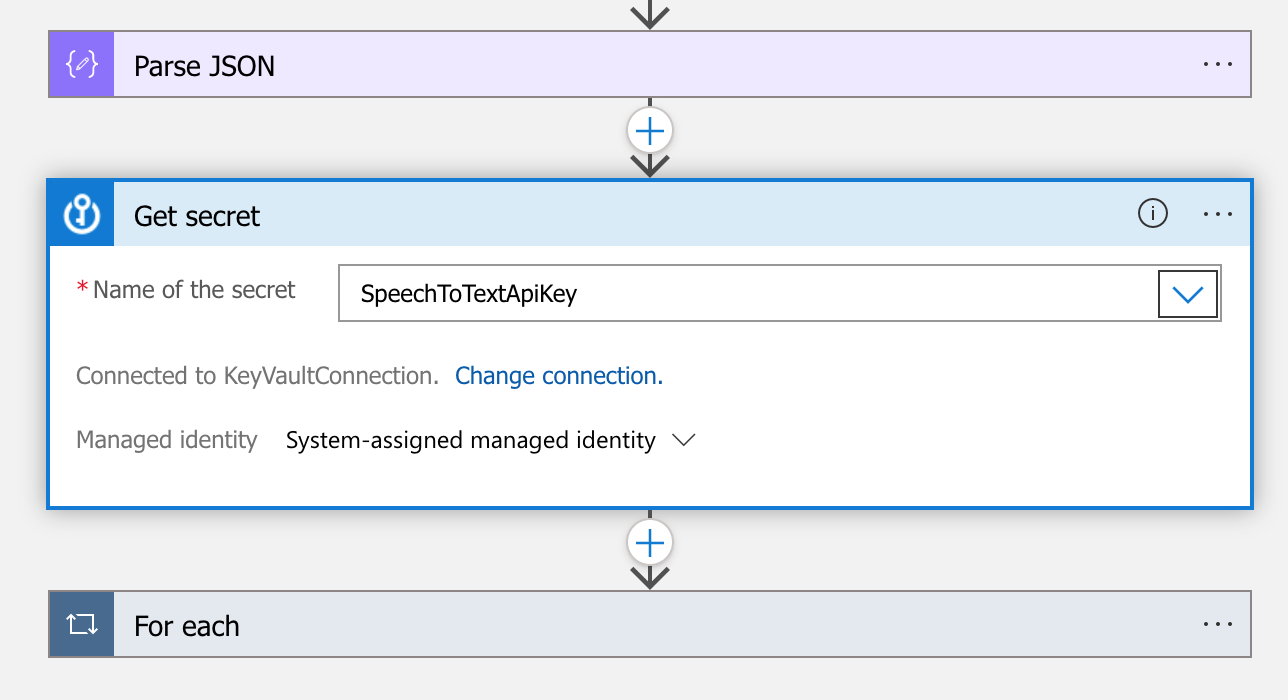 Parse JSON
Get secret
* Name of the secret
SpeechToTextApiKey
Connected to KeyVaultConnection. Change connection.
Managed identity System-assigned managed identity
For each